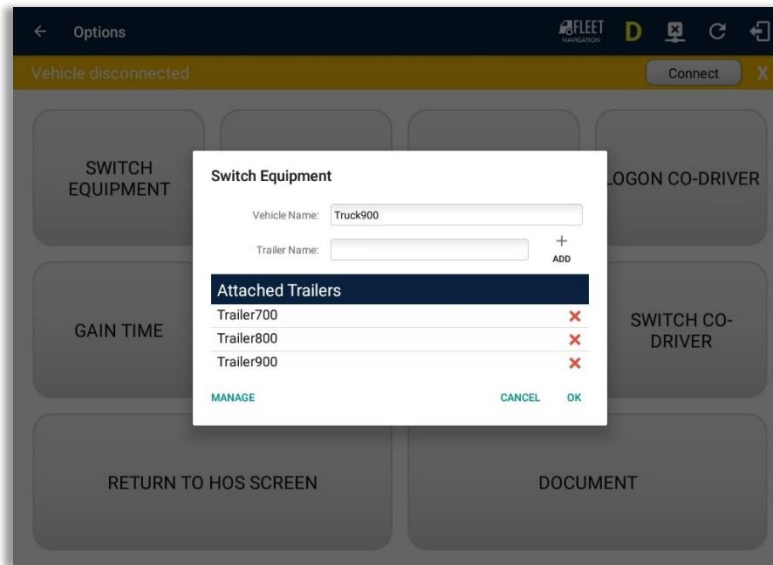 Options
FLEET
NAVIGATION
D
Vehicle disconnected
Connect
X
SWITCH
EQUIPMENT
LOGON CO-DRIVER
Switch Equipment
Vehicle Name: Truck900
Trailer Name:
ADD
Attached Trailers
Trailer700
Trailer800
Trailer900
MANAGE
CANCEL
OK
GAIN TIME
SWITCH CO-
DRIVER
RETURN TO HOS SCREEN
DOCUMENT